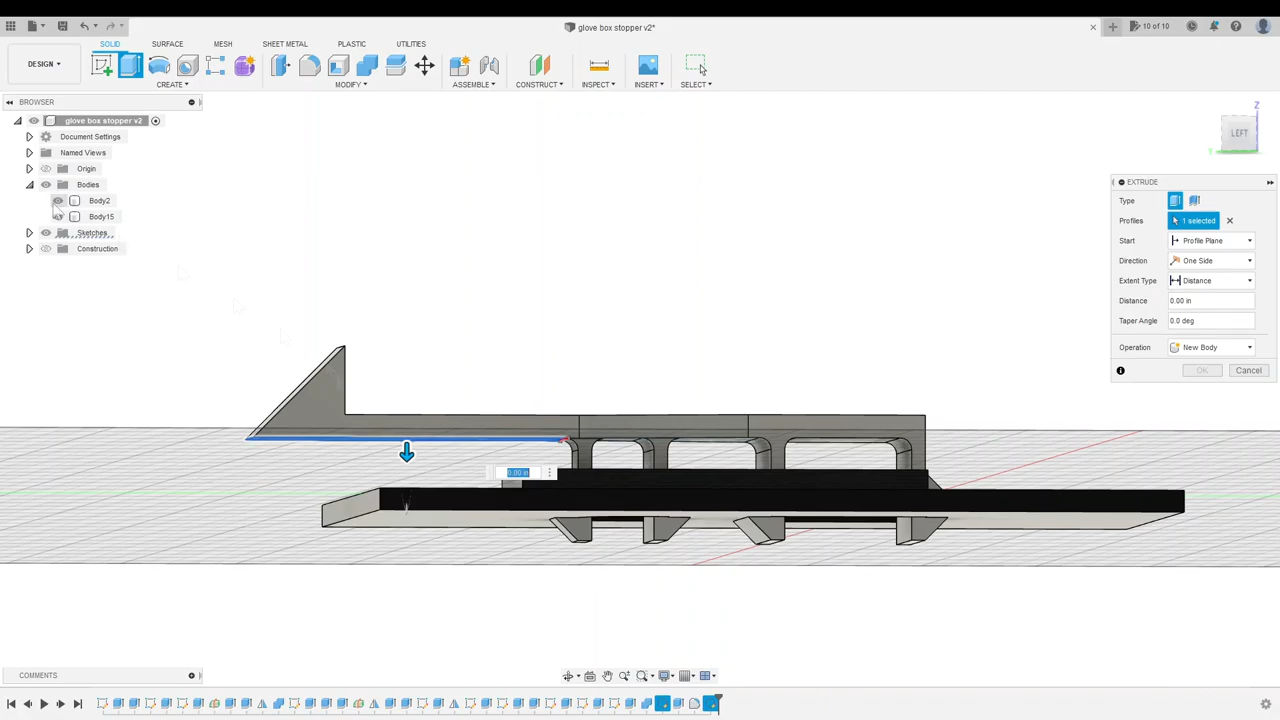 glove box stopper v2*
10 of 10
SOLID SURFACE MESH SHEET METAL PLASTIC UTILITIES
DESIGN
CREATE MODIFY ASSEMBLE CONSTRUCT INSPECT INSERT SELECT
BROWSER
glove box stopper v2
Document Settings
Named Views
Origin
Bodies
Body2
Body15
Sketches
Construction
Z
LEFT
Y
EXTRUDE
Type
Profiles 1 selected
Start Profile Plane
Direction One Side
Extent Type Distance
Distance 0.00 in
Taper Angle 0.0 deg
Operation New Body
OK Cancel
0.00 in
COMMENTS